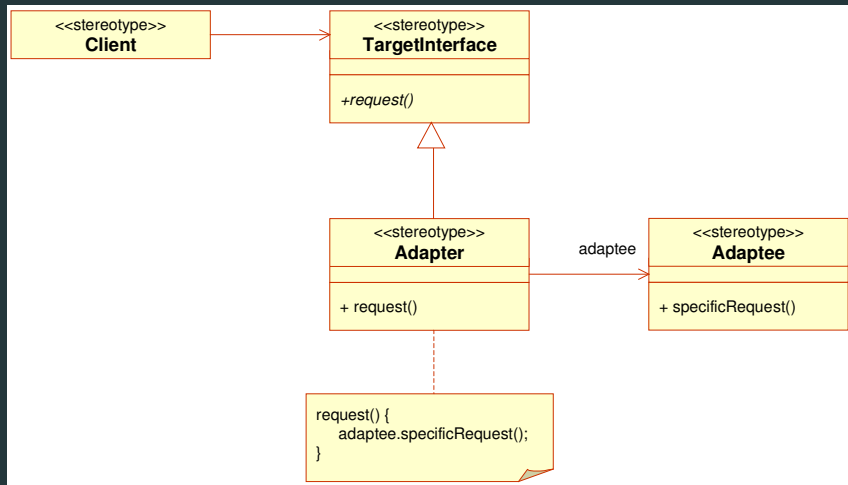 <<stereotype>>
Client
<<stereotype>>
TargetInterface
+request()
<<stereotype>>
Adapter
+ request()
adaptee
<<stereotype>>
Adaptee
+ specificRequest()
request() {
adaptee.specificRequest();
}